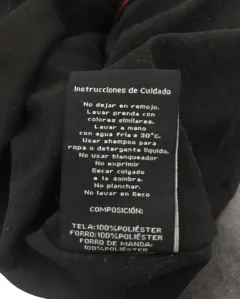 Instrucciones de Cuidado
No dejar en remojo.
Lavar prenda con
colores similares.
Lavar a mano
con agua fría a 30°C.
Usar shampoo para
ropa o detergente líquido.
No usar blanqueador
No exprimir
Secar colgado
a la sombra.
No planchar.
No lavar en Seco
COMPOSICIÓN:
TELA:100%POLIÉSTER
FORRO:100%POLIÉSTER
FORRO DE MANGA:
100%POLIÉSTER